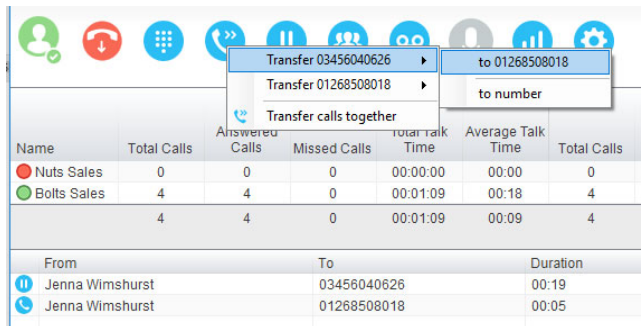 Transfer 03456040626
to 01268508018
Transfer 01268508018
to number
Transfer calls together
Name Total Calls Answered Calls Missed Calls Total Talk Time Average Talk Time Total Calls
Nuts Sales 0 0 0 00:00:00 00:00 0
Bolts Sales 4 4 0 00:01:09 00:18 4
4 4 0 00:01:09 00:09 4
From To Duration
Jenna Wimshurst 03456040626 00:19
Jenna Wimshurst 01268508018 00:05